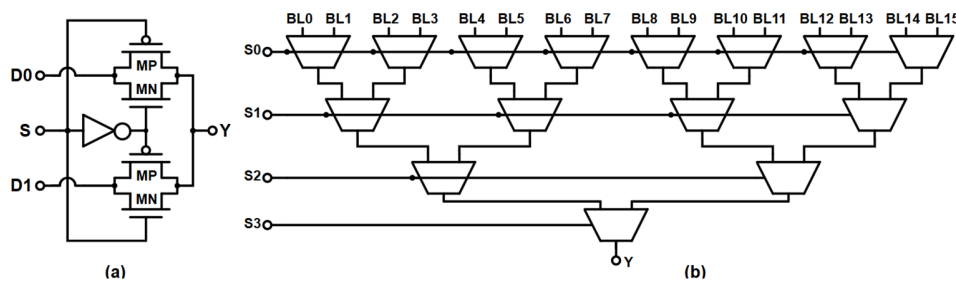 BL0 BL1 BL2 BL3 BL4 BL5 BL6 BL7 BL8 BL9 BL10 BL11 BL12 BL13 BL14 BL15
S0
MP
D0
MN
S1
S
Y
MP
D1
MN
S2
S3
Y
(a)
(b)